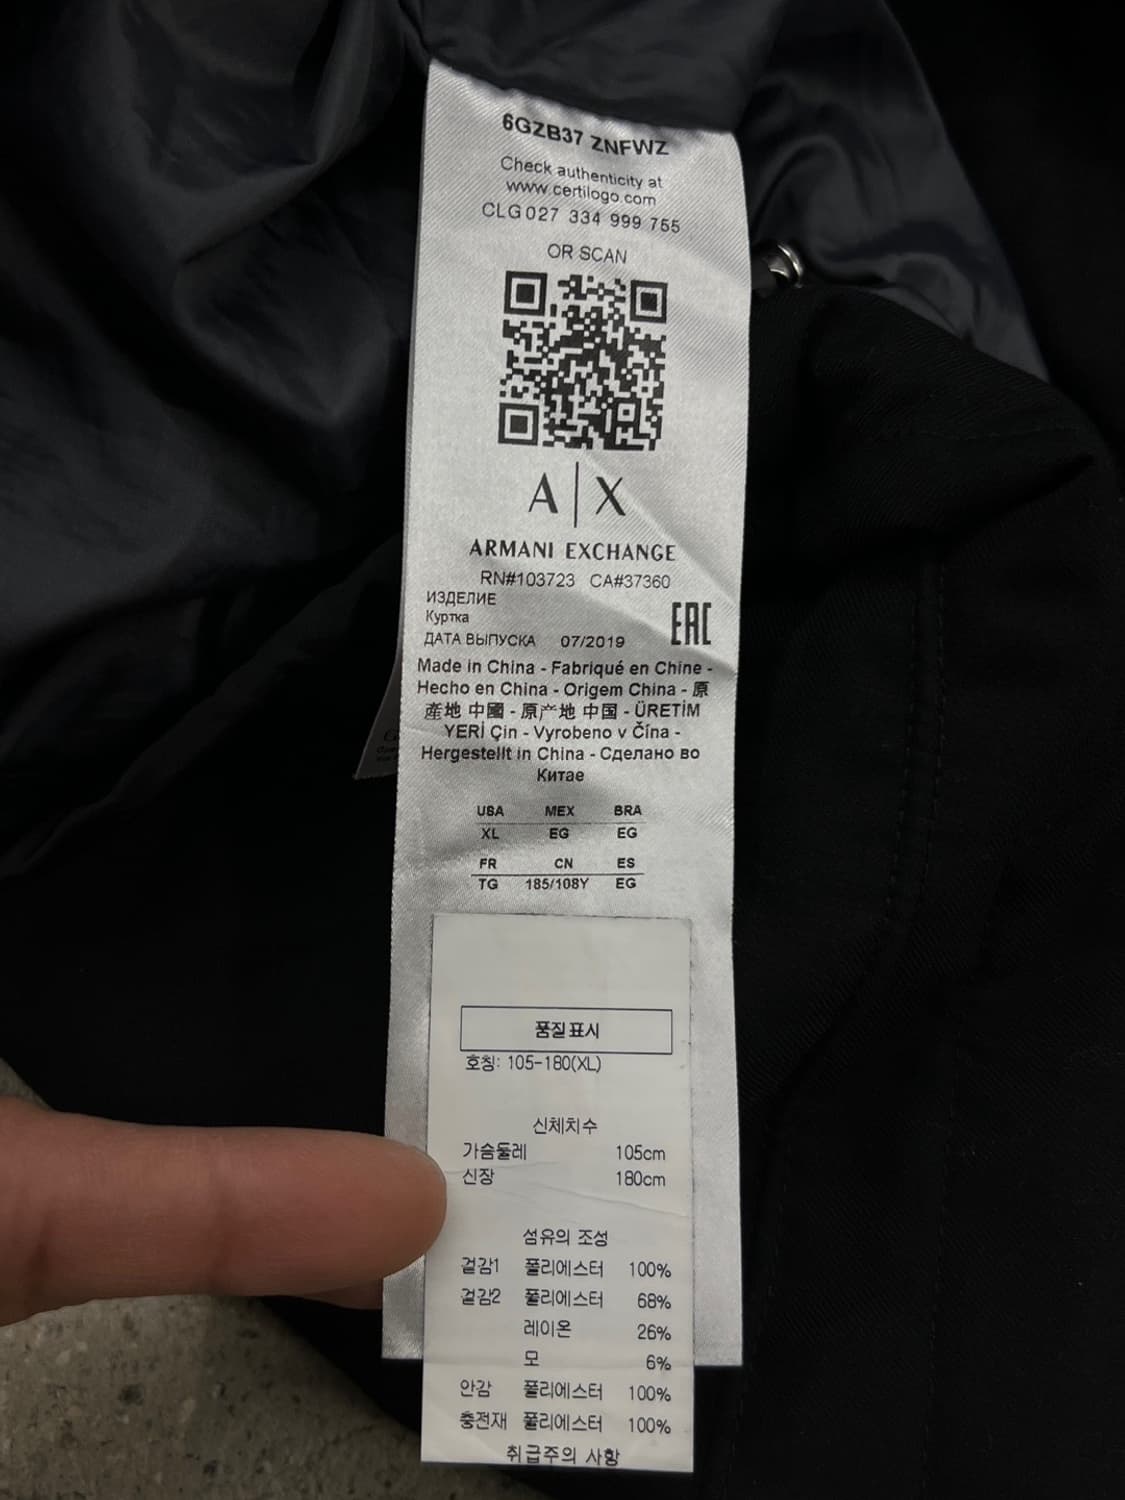 6GZB37 ZNFWZ
Check authenticity at
www.certilogo.com
CLG 027 334 999 755
OR SCAN
A|X
ARMANI EXCHANGE
RN#103723 CA#37360
ИЗДЕЛИЕ
Куртка
ДАТА ВЫПУСКА 07/2019
EAC
Made in China - Fabriqué en Chine -
Hecho en China - Origem China - 原
產地 中國 - 原产地 中国 - ÜRETİM
YERİ Çin - Vyrobeno v Čína -
Hergestellt in China - Сделано во
Китае
USA MEX BRA
XL EG EG
FR CN ES
TG 185/108Y EG
품질표시
호칭: 105-180(XL)
신체치수
가슴둘레 105cm
신장 180cm
섬유의 조성
겉감1 폴리에스터 100%
겉감2 폴리에스터 68%
레이온 26%
모 6%
안감 폴리에스터 100%
충전재 폴리에스터 100%
취급주의 사항